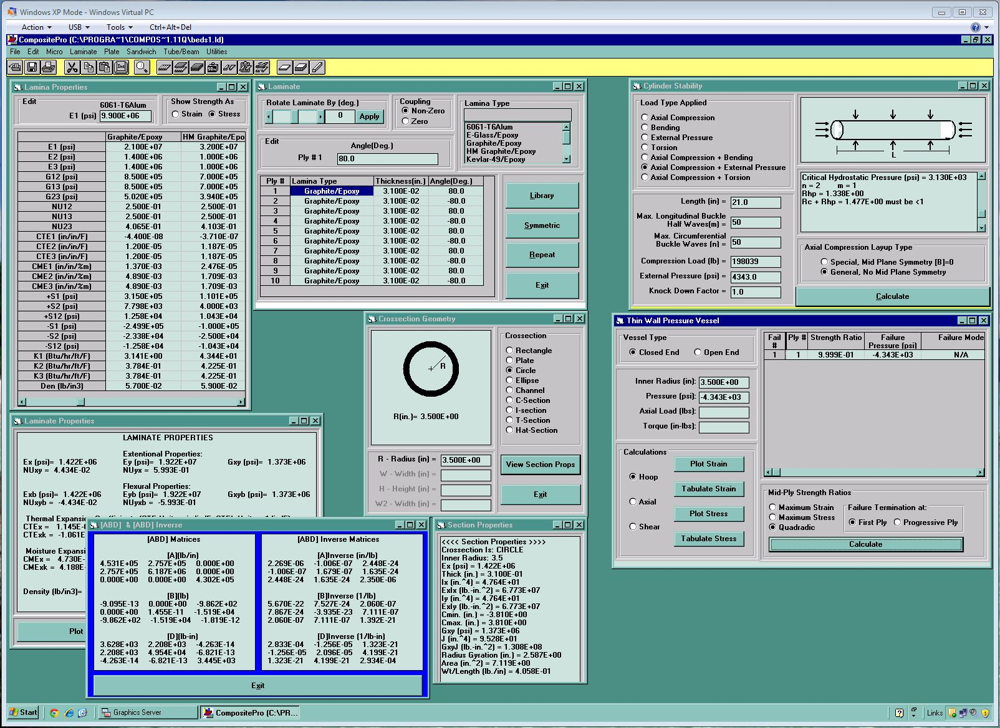 Windows XP Mode - Windows Virtual PC
Action USB Tools Ctrl+Alt+Del
CompositePro (C:\PROGRA~1\COMPOS~1.11Q\beds1.ld)
File Edit Micro Laminate Plate Sandwich Tube/Beam Utilities
Lamina Properties
Edit
6061-T6Alum
E1 (psi) 9.900E+06
Show Strength As
Strain Stress
Graphite/Epoxy HM Graphite/Epo
E1 (psi) 2.100E+07 3.200E+07
E2 (psi) 1.400E+06 1.000E+06
E3 (psi) 1.400E+06 1.000E+06
G12 (psi) 8.500E+05 7.000E+05
G13 (psi) 8.500E+05 7.000E+05
G23 (psi) 5.020E+05 3.940E+05
NU12 2.500E-01 2.500E-01
NU13 2.500E-01 2.500E-01
NU23 4.065E-01 4.103E-01
CTE1 (in/in/F) -4.400E-08 -3.710E-07
CTE2 (in/in/F) 1.200E-05 1.187E-05
CTE3 (in/in/F) 1.200E-05 1.187E-05
CME1 (in/in/%m) 1.370E-03 2.476E-05
CME2 (in/in/%m) 4.890E-03 1.709E-03
CME3 (in/in/%m) 4.890E-03 1.709E-03
+S1 (psi) 3.150E+05 1.101E+05
+S2 (psi) 7.798E+03 4.000E+03
+S12 (psi) 1.258E+04 1.043E+04
-S1 (psi) -2.499E+05 -1.000E+05
-S2 (psi) -2.338E+04 -2.500E+04
-S12 (psi) -1.258E+04 -1.043E+04
K1 (Btu/hr/ft/F) 3.141E+00 4.344E+01
K2 (Btu/hr/ft/F) 3.784E-01 4.225E-01
K3 (Btu/hr/ft/F) 3.784E-01 4.225E-01
Den (lb/in3) 5.700E-02 5.900E-02
Laminate
Rotate Laminate By (deg.)
0 Apply
Coupling
Non-Zero
Zero
Lamina Type
6061-T6Alum
E-Glass/Epoxy
Graphite/Epoxy
HM Graphite/Epoxy
Kevlar-49/Epoxy
Edit
Angle(Deg.)
Ply # 1 80.0
Ply # Lamina Type Thickness(in.) Angle(Deg.)
1 Graphite/Epoxy 3.100E-02 80.0
2 Graphite/Epoxy 3.100E-02 -80.0
3 Graphite/Epoxy 3.100E-02 80.0
4 Graphite/Epoxy 3.100E-02 -80.0
5 Graphite/Epoxy 3.100E-02 80.0
6 Graphite/Epoxy 3.100E-02 -80.0
7 Graphite/Epoxy 3.100E-02 80.0
8 Graphite/Epoxy 3.100E-02 -80.0
9 Graphite/Epoxy 3.100E-02 80.0
10 Graphite/Epoxy 3.100E-02 -80.0
Library
Symmetric
Repeat
Exit
Cylinder Stability
Load Type Applied
Axial Compression
Bending
External Pressure
Torsion
Axial Compression + Bending
Axial Compression + External Pressure
Axial Compression + Torsion
L
Critical Hydrostatic Pressure (psi) = 3.130E+03
n = 2 m = 1
Rhp = 1.338E+00
Rc + Rhp = 1.477E+00 must be <1
Length (in) = 21.0
Max. Longitudinal Buckle
Half Waves(m) = 50
Max. Circumferential
Buckle Waves (n) = 50
Compression Load (lb) = 198039
External Pressure (psi) = 4343.0
Knock Down Factor = 1.0
Axial Compression Layup Type
Special, Mid Plane Symmetry [B]=0
General, No Mid Plane Symmetry
Calculate
Crossection Geometry
R
R(in.)= 3.500E+00
Crossection
Rectangle
Plate
Circle
Ellipse
Channel
C-Section
I-section
T-Section
Hat-Section
R - Radius (in) = 3.500E+00
W - Width (in) =
H - Height (in) =
W2 - Width (in) =
View Section Props
Exit
Thin Wall Pressure Vessel
Vessel Type
Closed End Open End
Inner Radius (in): 3.500E+00
Pressure (psi): -4.343E+03
Axial Load (lbs):
Torque (in-lbs):
Calculations
Hoop
Axial
Shear
Plot Strain
Tabulate Strain
Plot Stress
Tabulate Stress
Fail # Ply # Strength Ratio Failure Pressure (psi) Failure Mode
1 1 9.999E-01 -4.343E+03 N/A
Mid-Ply Strength Ratios
Maximum Strain
Maximum Stress
Quadradic
Failure Termination at:
First Ply Progressive Ply
Calculate
Laminate Properties
LAMINATE PROPERTIES
Extentional Properties:
Ex (psi)= 1.422E+06 Ey (psi)= 1.922E+07 Gxy (psi)= 1.373E+06
NUxy = 4.434E-02 NUyx = 5.993E-01
Flexural Properties:
Exb (psi)= 1.422E+06 Eyb (psi)= 1.922E+07 Gxyb (psi)= 1.373E+06
NUxyb = -4.434E-02 NUyxb = -5.993E-01
Thermal Expansi
CTEx = 1.145E-
CTExk = -1.061E
Moisture Expansi
CMEx = 4.730E-
CMExk = 4.188E-
Density (lb/in3)=
Plot
[ABD] & [ABD] Inverse
[ABD] Matrices
[A](lb/in)
4.531E+05 2.757E+05 0.000E+00
2.757E+05 6.187E+06 0.000E+00
0.000E+00 0.000E+00 4.302E+05
[B](lb)
-9.095E-13 0.000E+00 -9.862E+02
0.000E+00 1.455E-11 -1.519E+04
-9.862E+02 -1.519E+04 -1.819E-12
[D](lb-in)
3.628E+03 2.208E+03 -4.263E-14
2.208E+03 4.954E+04 -6.821E-13
-4.263E-14 -6.821E-13 3.445E+03
[ABD] Inverse Matrices
[A]Inverse (in/lb)
2.269E-06 -1.006E-07 2.448E-24
-1.006E-07 1.679E-07 1.635E-24
2.448E-24 1.635E-24 2.350E-06
[B]Inverse (1/lb)
5.670E-22 7.527E-24 2.060E-07
7.867E-24 -3.935E-23 7.111E-07
2.060E-07 7.111E-07 1.392E-21
[D]Inverse (1/lb-in)
2.833E-04 -1.256E-05 1.323E-21
-1.256E-05 2.096E-05 4.199E-21
1.323E-21 4.199E-21 2.934E-04
Exit
Section Properties
<<<< Section Properties >>>>
Crossection Is: CIRCLE
Inner Radius: 3.5
Ex (psi) = 1.422E+06
Thick (in.) = 3.100E-01
Ix (in.^4) = 4.764E+01
ExIx (lb.-in.^2) = 6.773E+07
Iy (in.^4) = 4.764E+01
ExIy (lb.-in.^2) = 6.773E+07
Cmin. (in.) = -3.810E+00
Cmax. (in.) = 3.810E+00
Gxy (psi) = 1.373E+06
J (in.^4) = 9.528E+01
GxyJ (lb.-in.^2) = 1.308E+08
Radius Gyration (in.) = 2.587E+00
Area (in.^2) = 7.119E+00
Wt/Length (lb./in) = 4.058E-01
Start Graphics Server CompositePro (C:\PR... Links